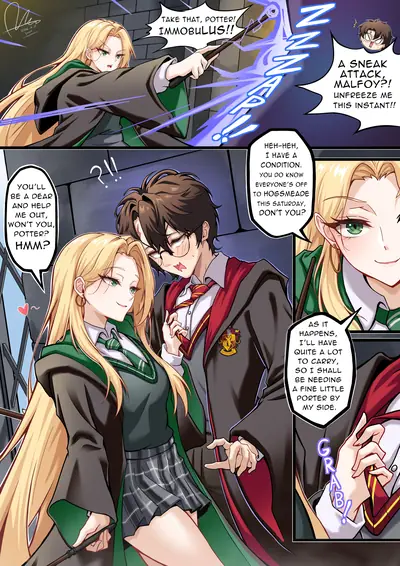 TAKE THAT, POTTER!
IMMOBULUS!!
ZZZZAP!!
A SNEAK
ATTACK,
MALFOY?!
UNFREEZE ME
THIS INSTANT!!
?!!
HEH-HEH,
I HAVE A
CONDITION.
YOU DO KNOW
EVERYONE'S OFF
TO HOGSMEADE
THIS SATURDAY,
DON'T YOU?
YOU'LL
BE A DEAR
AND HELP
ME OUT,
WON'T YOU,
POTTER?
HMM?
AS IT
HAPPENS,
I'LL HAVE
QUITE A LOT
TO CARRY,
SO I SHALL
BE NEEDING
A FINE LITTLE
PORTER BY
MY SIDE.
GRAB!